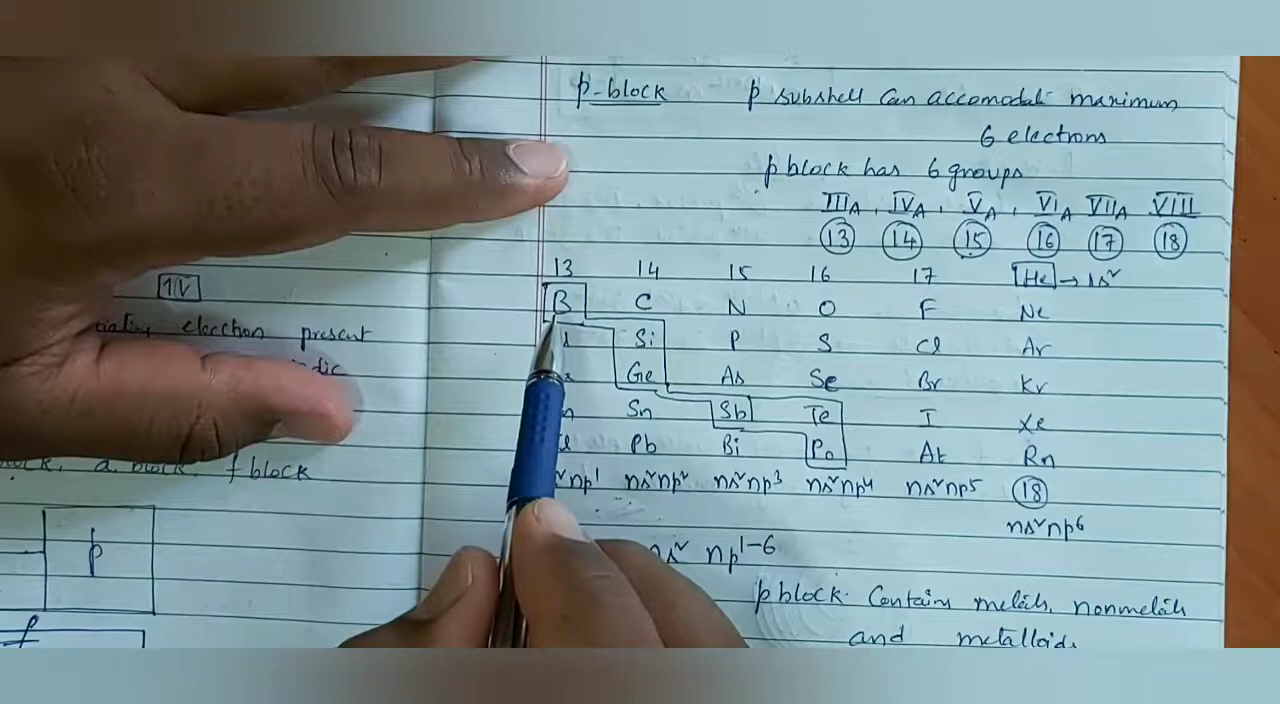 p-block p subshell can accomodate maximum
6 electrons
p block has 6 groups
IIIA, IVA, VA, VIA VIIA VIII
13 14 15 16 17 18
13 14 15 16 17 He → 1s²
B C N O F Ne
Si P S Cl Ar
Ge As Se Br Kr
Sn Sb Te I Xe
Pb Bi Po At Rn
np¹ ns²np² ns²np³ ns²np⁴ ns²np⁵ 18
ns²np⁶
ns² np¹⁻⁶
p block contains metals, nonmetals
and metalloids
IV
electron present
block, f block
p
f